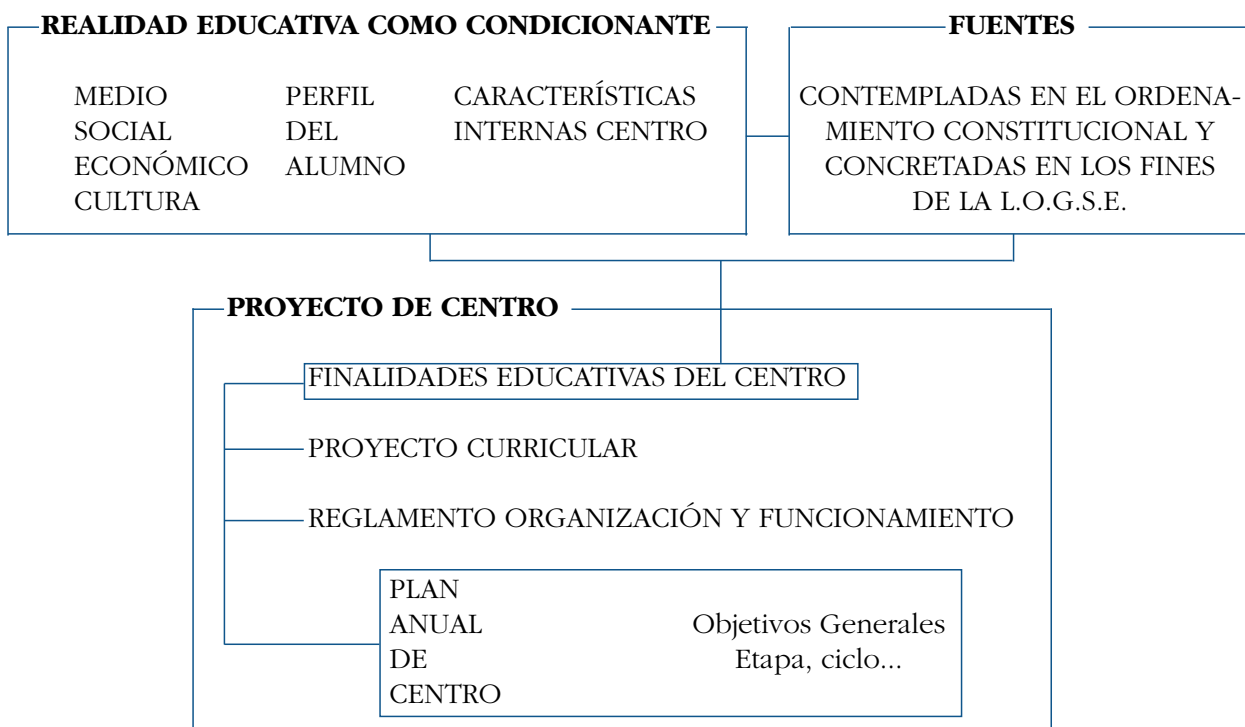 REALIDAD EDUCATIVA COMO CONDICIONANTE
MEDIO
SOCIAL
ECONÓMICO
CULTURA
PERFIL
DEL
ALUMNO
CARACTERÍSTICAS
INTERNAS CENTRO
FUENTES
CONTEMPLADAS EN EL ORDENA-
MIENTO CONSTITUCIONAL Y
CONCRETADAS EN LOS FINES
DE LA L.O.G.S.E.
PROYECTO DE CENTRO
FINALIDADES EDUCATIVAS DEL CENTRO
PROYECTO CURRICULAR
REGLAMENTO ORGANIZACIÓN Y FUNCIONAMIENTO
PLAN
ANUAL
DE
CENTRO
Objetivos Generales
Etapa, ciclo...